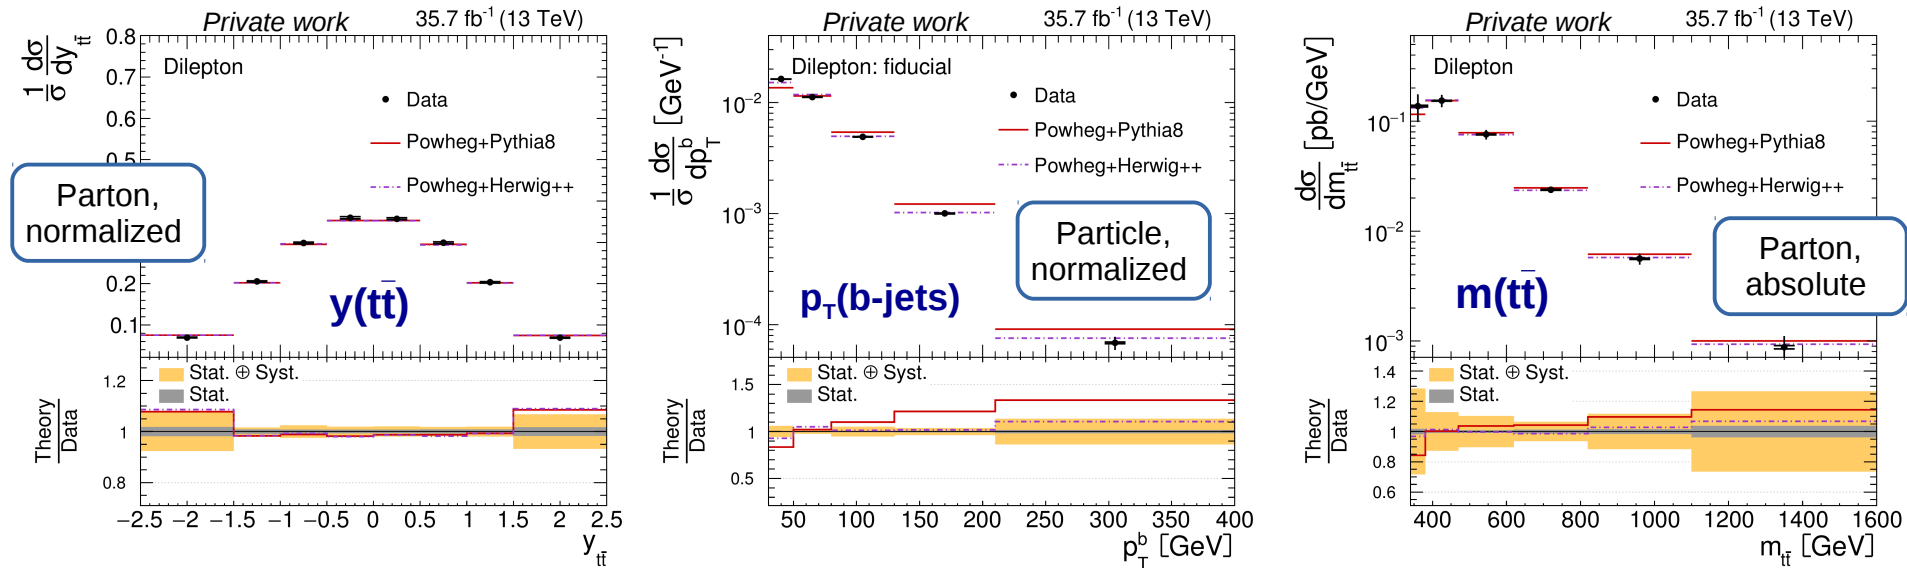 Private work 35.7 fb⁻¹ (13 TeV)
1/σ dσ/dy_tt̄
Dilepton
Data
Powheg+Pythia8
Powheg+Herwig++
Parton,
normalized
y(tt̄)
0.8
0.7
0.6
0.5
0.2
0.1
Stat. ⊕ Syst.
Stat.
Theory
Data
1.2
1
0.8
−2.5 −2 −1.5 −1 −0.5 0 0.5 1 1.5 2 2.5
y_tt̄
Private work 35.7 fb⁻¹ (13 TeV)
1/σ dσ/dp_T^b [GeV⁻¹]
Dilepton: fiducial
Data
Powheg+Pythia8
Powheg+Herwig++
Particle,
normalized
p_T(b-jets)
10⁻²
10⁻³
10⁻⁴
Stat. ⊕ Syst.
Stat.
Theory
Data
1.5
1
0.5
50 100 150 200 250 300 350 400
p_T^b [GeV]
Private work 35.7 fb⁻¹ (13 TeV)
dσ/dm_tt̄ [pb/GeV]
Dilepton
Data
Powheg+Pythia8
Powheg+Herwig++
Parton,
absolute
m(tt̄)
10⁻¹
10⁻²
10⁻³
Stat. ⊕ Syst.
Stat.
Theory
Data
1.4
1.2
1
0.8
0.6
400 600 800 1000 1200 1400 1600
m_tt̄ [GeV]